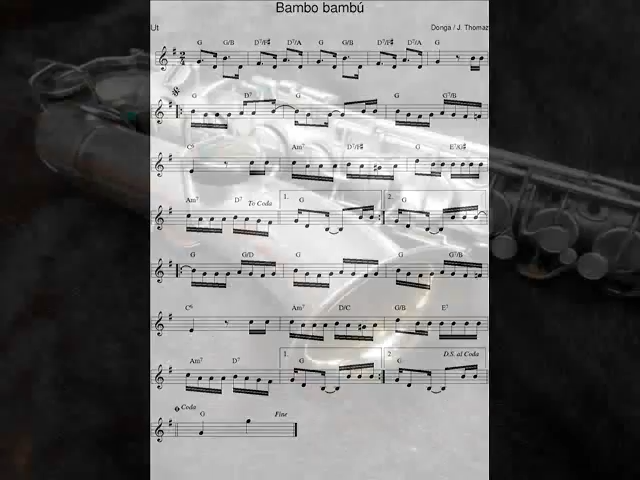 Bambo bambú
Ut
Donga / J. Thomaz
G G/B D7/F# D7/A G G/B D7/F# D7/A G
G D7 G G G7/B
C6 Am7 D7/F# G E7/G#
Am7 D7 To Coda 1. G 2. G
G G/D G G G7/B
C6 Am7 D/C G/B E7
Am7 D7 1. G 2. G D.S. al Coda
Coda G Fine